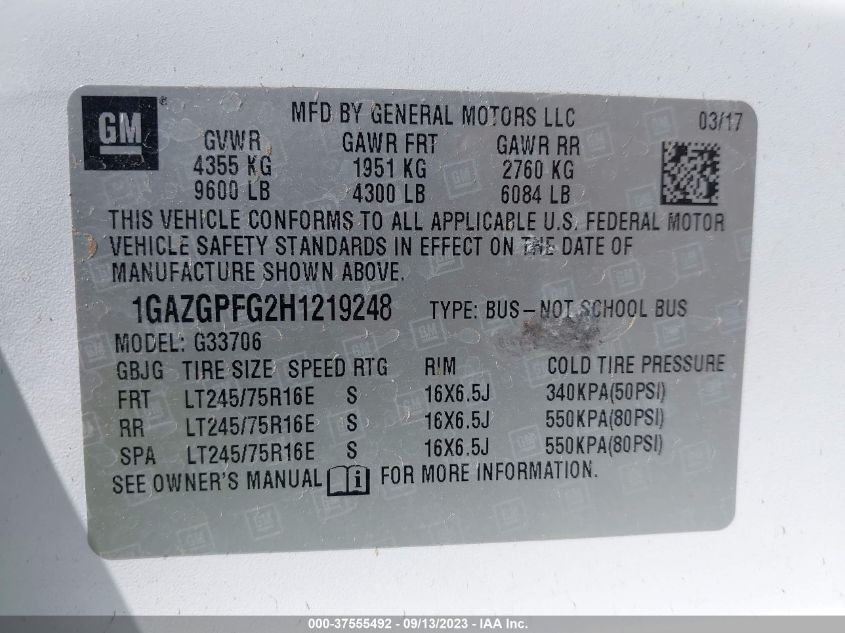 GM
MFD BY GENERAL MOTORS LLC 03/17
GVWR GAWR FRT GAWR RR
4355 KG 1951 KG 2760 KG
9600 LB 4300 LB 6084 LB
THIS VEHICLE CONFORMS TO ALL APPLICABLE U.S. FEDERAL MOTOR
VEHICLE SAFETY STANDARDS IN EFFECT ON THE DATE OF
MANUFACTURE SHOWN ABOVE.
1GAZGPFG2H1219248 TYPE: BUS-NOT SCHOOL BUS
MODEL: G33706
GBJG TIRE SIZE SPEED RTG RIM COLD TIRE PRESSURE
FRT LT245/75R16E S 16X6.5J 340KPA(50PSI)
RR LT245/75R16E S 16X6.5J 550KPA(80PSI)
SPA LT245/75R16E S 16X6.5J 550KPA(80PSI)
SEE OWNER'S MANUAL i FOR MORE INFORMATION.
000-37555492 - 09/13/2023 - IAA Inc.